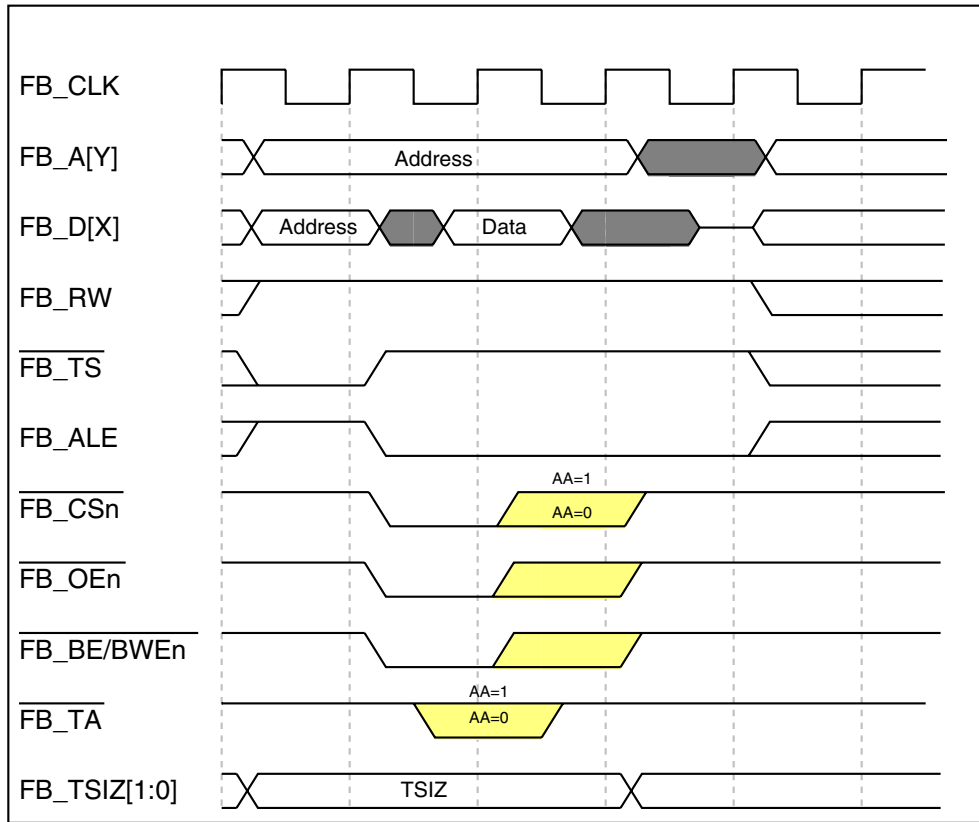 FB_CLK
FB_A[Y]
Address
FB_D[X]
Address
Data
FB_RW
FB_TS
FB_ALE
AA=1
FB_CSn
AA=0
FB_OEn
FB_BE/BWEn
AA=1
FB_TA
AA=0
FB_TSIZ[1:0]
TSIZ